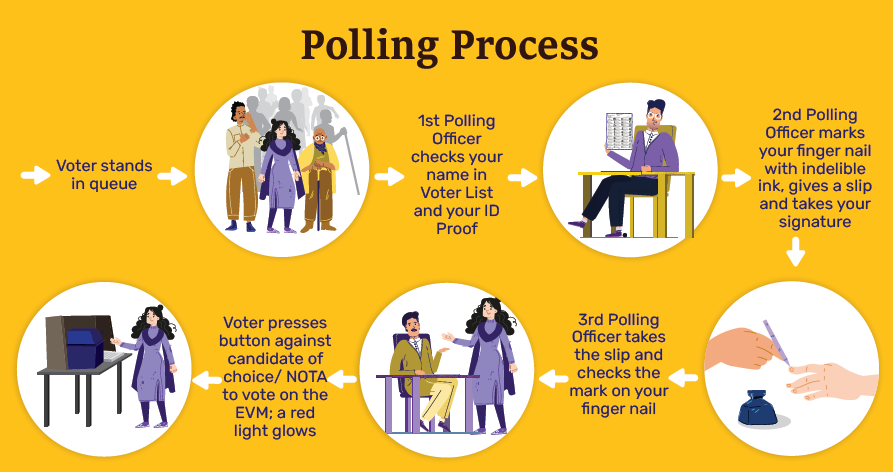 Polling Process
Voter stands
in queue
1st Polling
Officer
checks your
name in
Voter List
and your ID
Proof
2nd Polling
Officer marks
your finger nail
with indelible
ink, gives a slip
and takes your
signature
3rd Polling
Officer takes
the slip and
checks the
mark on your
finger nail
Voter presses
button against
candidate of
choice/ NOTA
to vote on the
EVM; a red
light glows